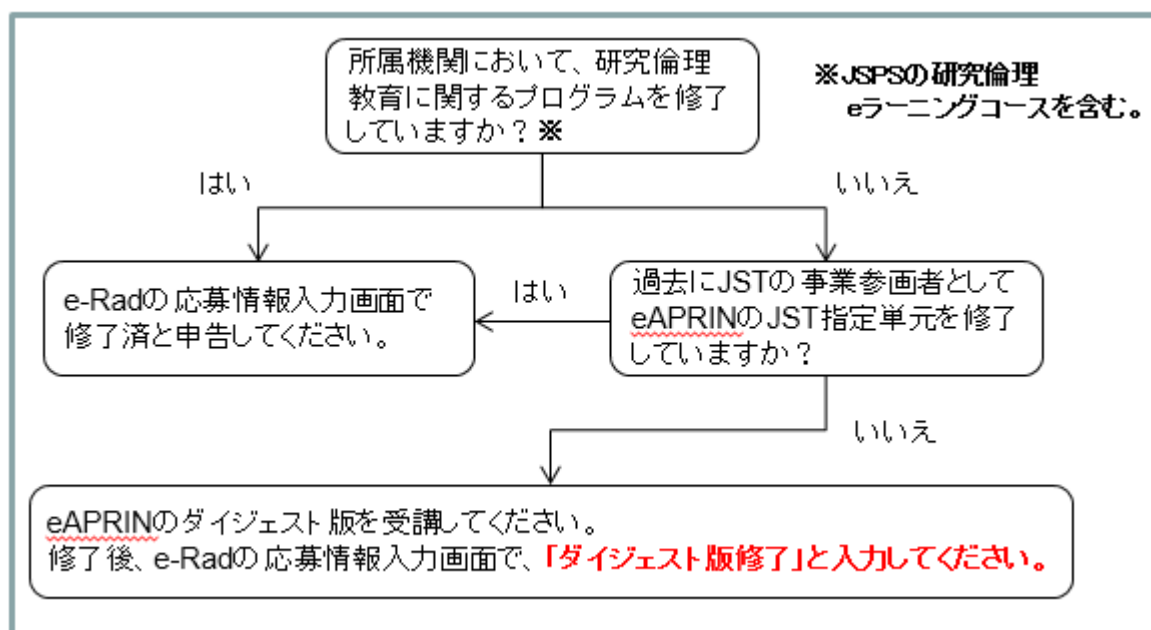 所属機関において、研究倫理
教育に関するプログラムを修了
していますか？※
※JSPSの研究倫理
eラーニングコースを含む。
はい
いいえ
e-Radの応募情報入力画面で
修了済と申告してください。
はい
過去にJSTの事業参画者として
eAPRINのJST指定単元を修了
していますか？
いいえ
eAPRINのダイジェスト版を受講してください。
修了後、e-Radの応募情報入力画面で、「ダイジェスト版修了」と入力してください。